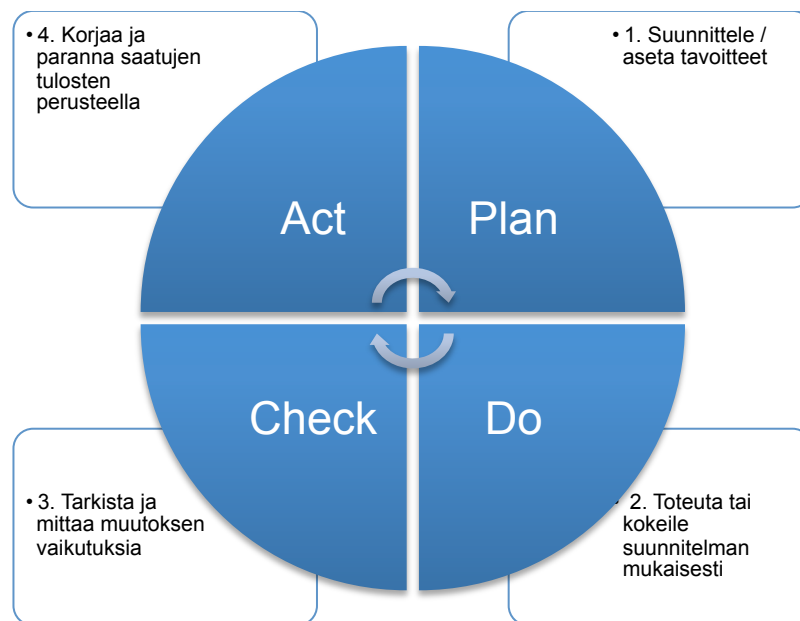 • 4. Korjaa ja
paranna saatujen
tulosten
perusteella
• 1. Suunnittele /
aseta tavoitteet
Act
Plan
Check
Do
• 3. Tarkista ja
mittaa muutoksen
vaikutuksia
• 2. Toteuta tai
kokeile
suunnitelman
mukaisesti